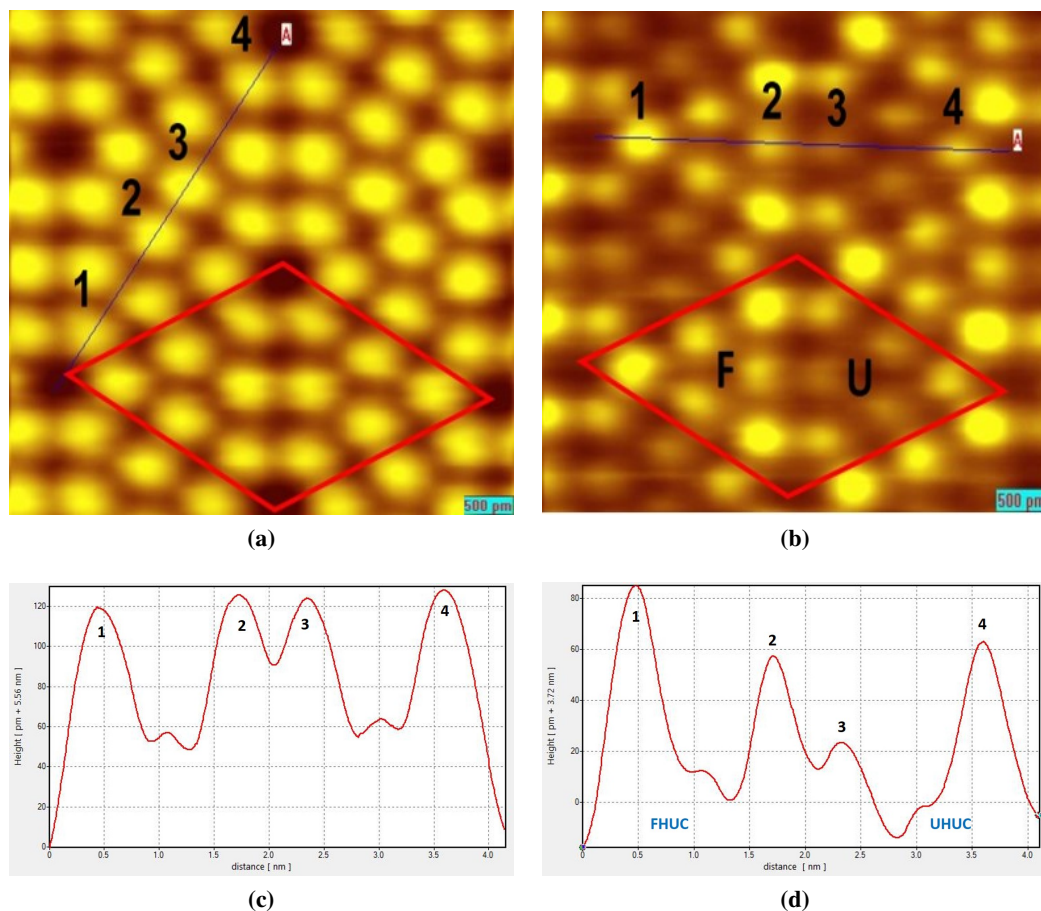 4
A
3
2
1
500 pm
(a)
1
2
3
4
A
F
U
500 pm
(b)
120
100
80
60
40
20
0
Height [ pm + 5.56 nm ]
1
2
3
4
0.0 0.5 1.0 1.5 2.0 2.5 3.0 3.5 4.0
distance [ nm ]
(c)
80
60
40
20
0
Height [ pm + 3.72 nm ]
1
2
3
4
FHUC
UHUC
0.0 0.5 1.0 1.5 2.0 2.5 3.0 3.5 4.0
distance [ nm ]
(d)